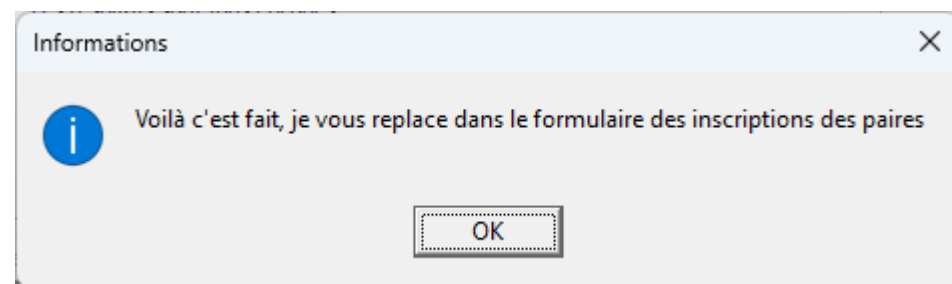 Informations
Voilà c'est fait, je vous replace dans le formulaire des inscriptions des paires
OK